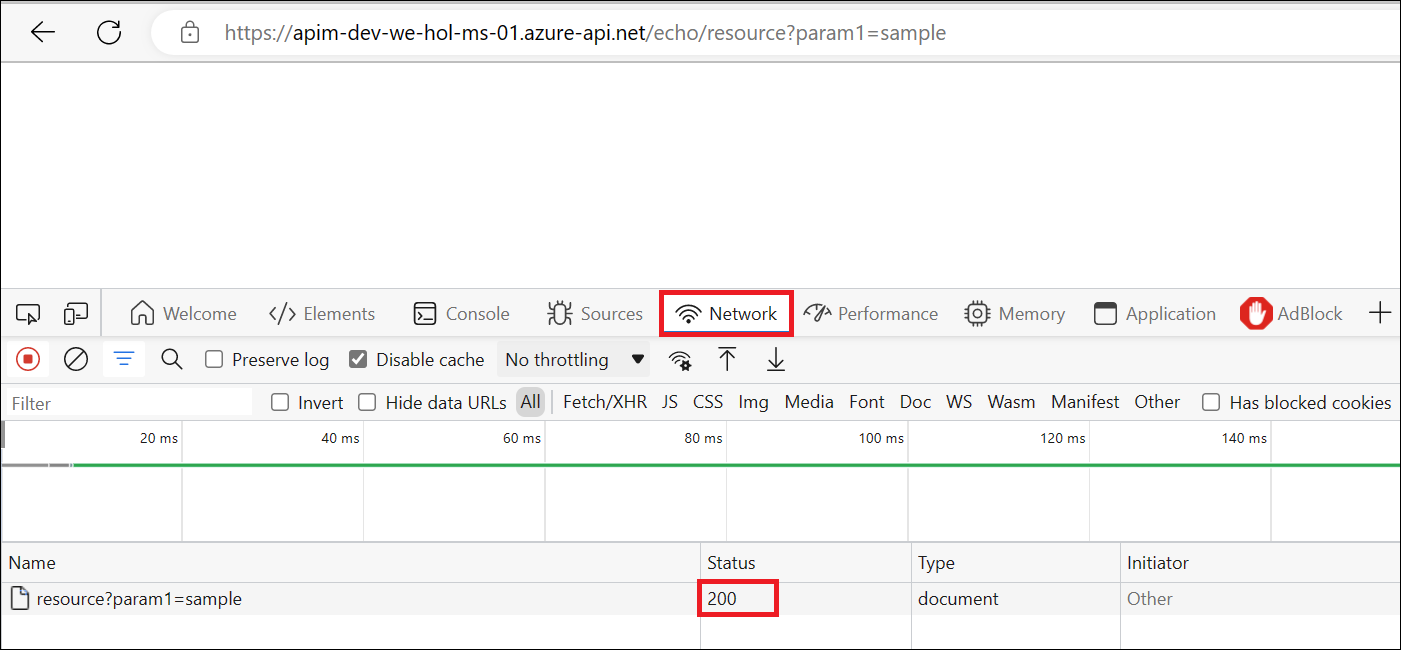 https://apim-dev-we-hol-ms-01.azure-api.net/echo/resource?param1=sample
Welcome </> Elements Console Sources Network Performance Memory Application AdBlock
Preserve log Disable cache No throttling
Filter Invert Hide data URLs All Fetch/XHR JS CSS Img Media Font Doc WS Wasm Manifest Other Has blocked cookies
20 ms 40 ms 60 ms 80 ms 100 ms 120 ms 140 ms
Name Status Type Initiator
resource?param1=sample 200 document Other